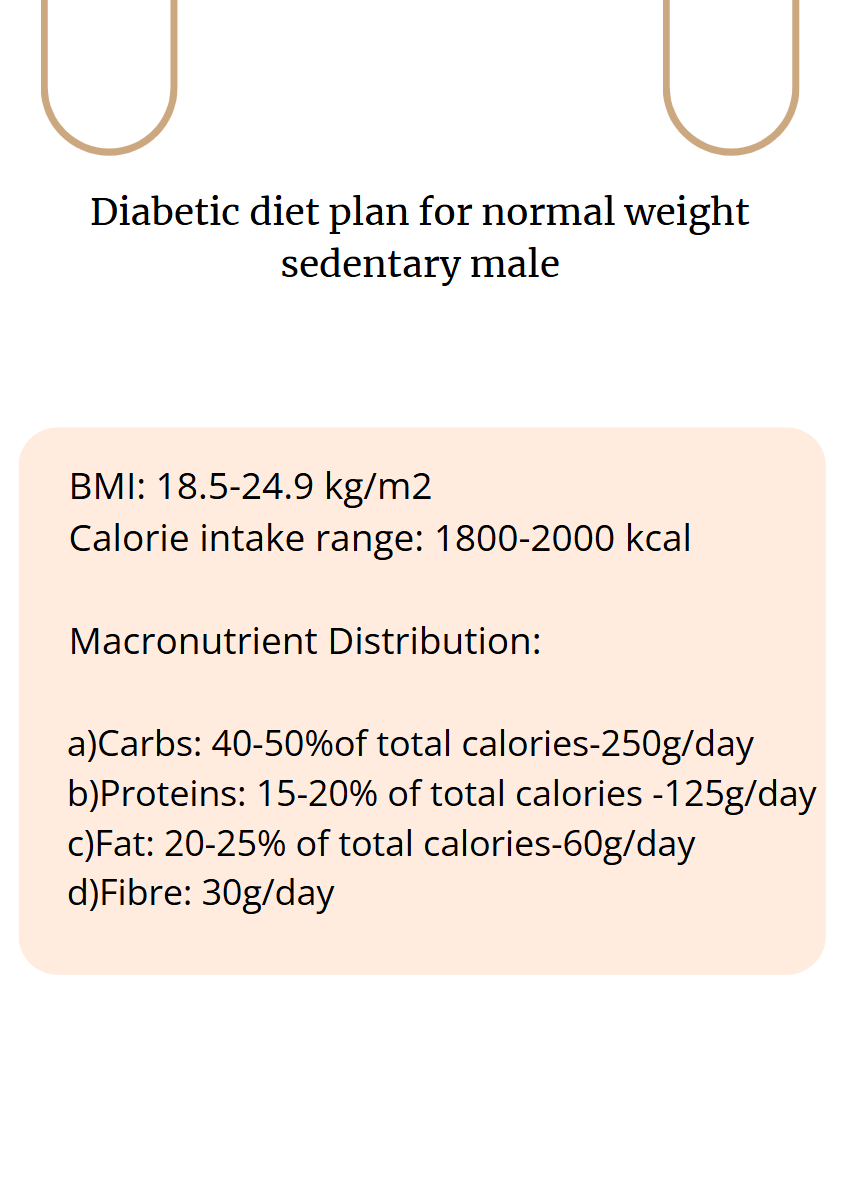 Diabetic diet plan for normal weight
sedentary male
BMI: 18.5-24.9 kg/m2
Calorie intake range: 1800-2000 kcal
Macronutrient Distribution:
a)Carbs: 40-50%of total calories-250g/day
b)Proteins: 15-20% of total calories -125g/day
c)Fat: 20-25% of total calories-60g/day
d)Fibre: 30g/day